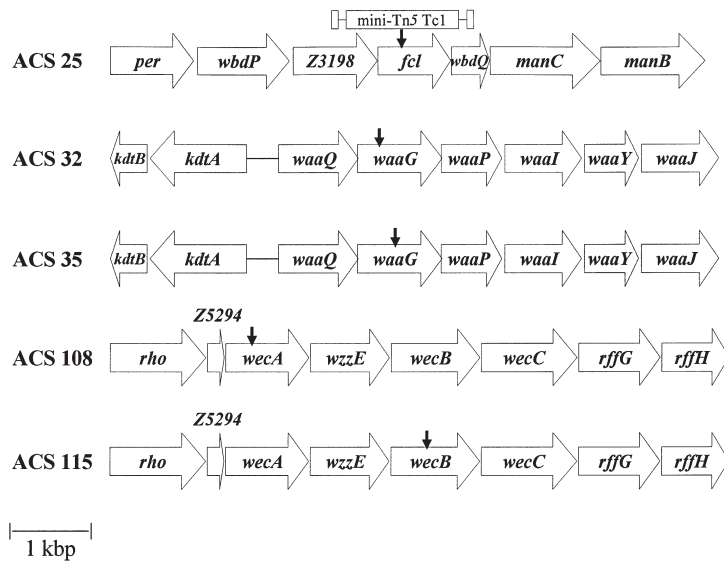 mini-Tn5 Tc1
ACS 25 per wbdP Z3198 fcl wbdQ manC manB
ACS 32 kdtB kdtA waaQ waaG waaP waaI waaY waaJ
ACS 35 kdtB kdtA waaQ waaG waaP waaI waaY waaJ
Z5294
ACS 108 rho wecA wzzE wecB wecC rffG rffH
Z5294
ACS 115 rho wecA wzzE wecB wecC rffG rffH
1 kbp